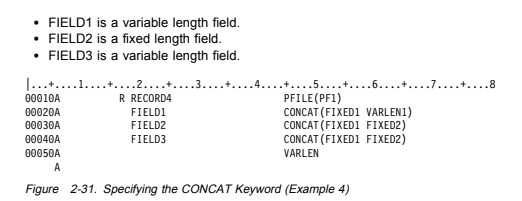 • FIELD1 is a variable length field.
• FIELD2 is a fixed length field.
• FIELD3 is a variable length field.
|...+....1....+....2....+....3....+....4....+....5....+....6....+....7....+....8
00010A          R RECORD4                   PFILE(PF1)
00020A            FIELD1                    CONCAT(FIXED1 VARLEN1)
00030A            FIELD2                    CONCAT(FIXED1 FIXED2)
00040A            FIELD3                    CONCAT(FIXED1 FIXED2)
00050A                                      VARLEN
     A
Figure 2-31. Specifying the CONCAT Keyword (Example 4)